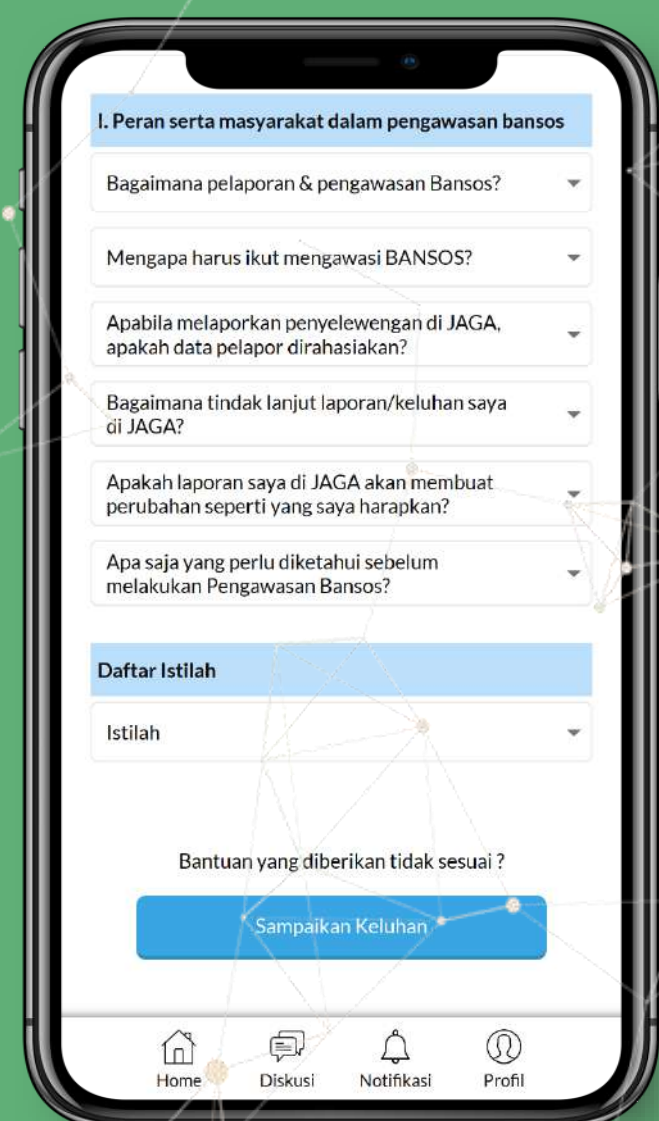 I. Peran serta masyarakat dalam pengawasan bansos
Bagaimana pelaporan & pengawasan Bansos?
Mengapa harus ikut mengawasi BANSOS?
Apabila melaporkan penyelewengan di JAGA,
apakah data pelapor dirahasiakan?
Bagaimana tindak lanjut laporan/keluhan saya
di JAGA?
Apakah laporan saya di JAGA akan membuat
perubahan seperti yang saya harapkan?
Apa saja yang perlu diketahui sebelum
melakukan Pengawasan Bansos?
Daftar Istilah
Istilah
Bantuan yang diberikan tidak sesuai ?
Sampaikan Keluhan
Home Diskusi Notifikasi Profil